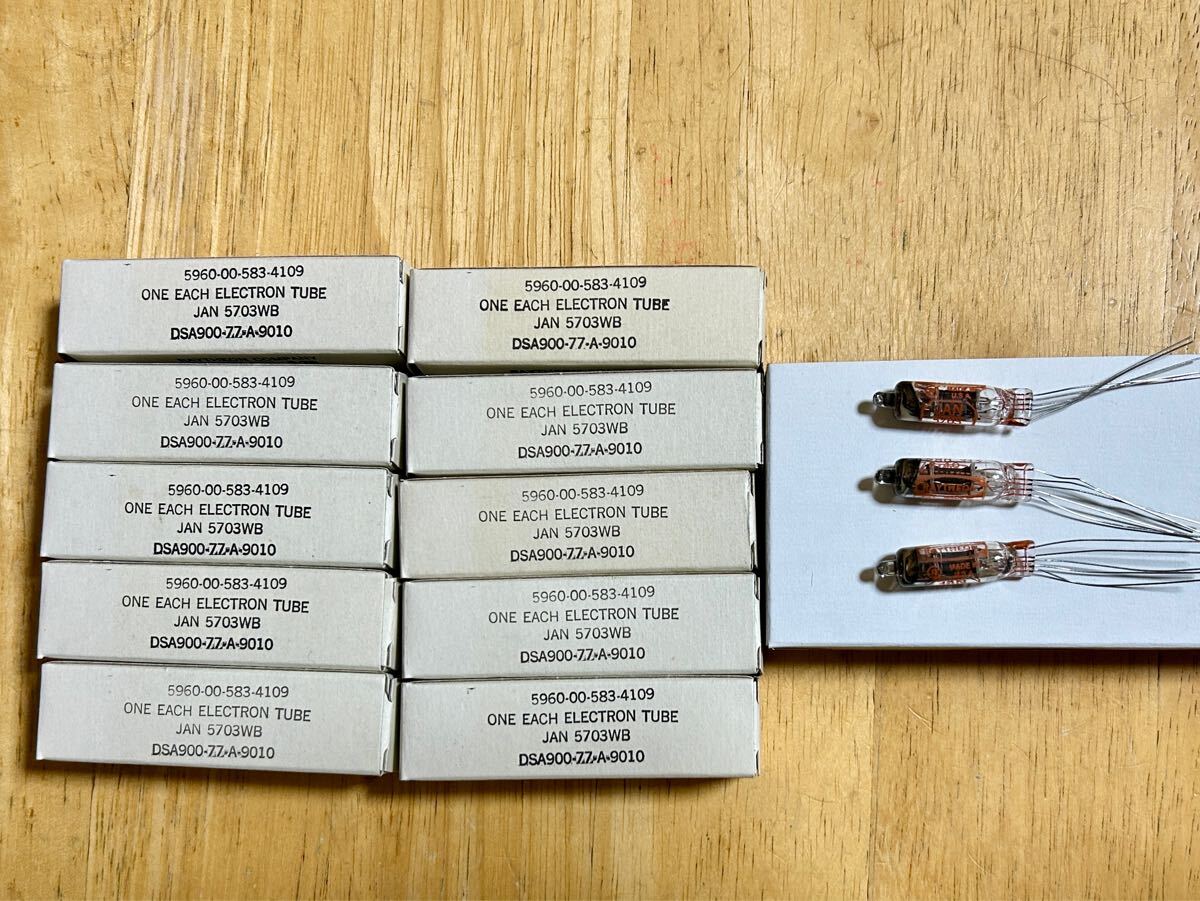 5960-00-583-4109
ONE EACH ELECTRON TUBE
JAN 5703WB
DSA900-77-A-9010
RAYTHEON COMPANY
5960-00-583-4109
ONE EACH ELECTRON TUBE
JAN 5703WB
DSA900-77-A-9010
5960-00-583-4109
ONE EACH ELECTRON TUBE
JAN 5703WB
DSA900-77-A-9010
5960-00-583-4109
ONE EACH ELECTRON TUBE
JAN 5703WB
DSA900-77-A-9010
5960-00-583-4109
ONE EACH ELECTRON TUBE
JAN 5703WB
DSA900-77-A-9010
5960-00-583-4109
ONE EACH ELECTRON TUBE
JAN 5703WB
DSA900-77-A-9010
5960-00-583-4109
ONE EACH ELECTRON TUBE
JAN 5703WB
DSA900-77-A-9010
5960-00-583-4109
ONE EACH ELECTRON TUBE
JAN 5703WB
DSA900-77-A-9010
5960-00-583-4109
ONE EACH ELECTRON TUBE
JAN 5703WB
DSA900-77-A-9010
5960-00-583-4109
ONE EACH ELECTRON TUBE
JAN 5703WB
DSA900-77-A-9010
U.S.A
JAN
MADE